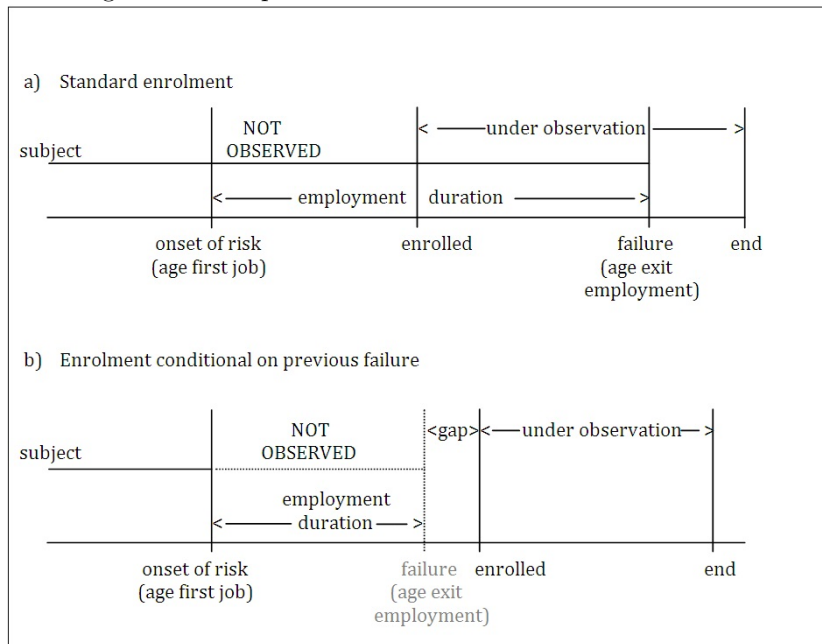 a) Standard enrolment
NOT
OBSERVED
< —— under observation —— >
subject
< —— employment duration —— >
onset of risk
(age first job)
enrolled
failure
(age exit
employment)
end
b) Enrolment conditional on previous failure
NOT
OBSERVED
<gap>
< —— under observation — >
subject
employment
< —— duration — >
onset of risk
(age first job)
failure
(age exit
employment)
enrolled
end